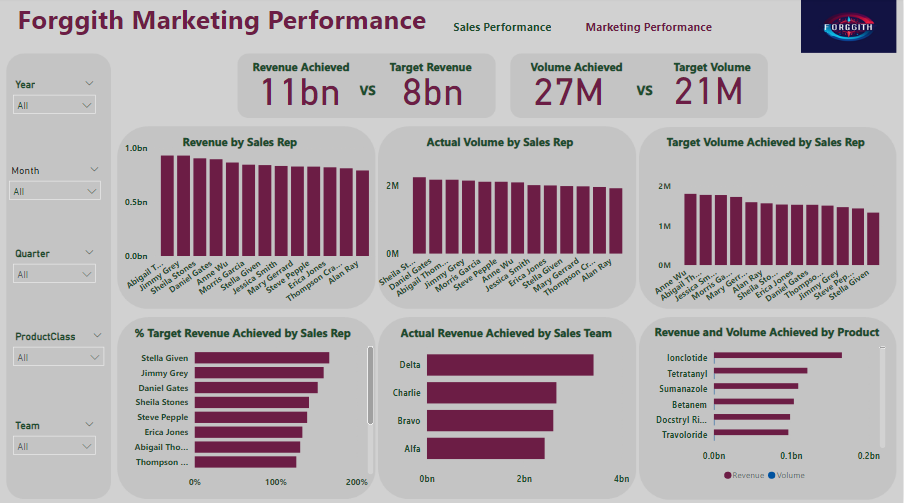 Forggith Marketing Performance
Sales Performance
Marketing Performance
FORGGITH
Year
All
Month
All
Quarter
All
ProductClass
All
Team
All
Revenue Achieved
11bn
vs
Target Revenue
8bn
Volume Achieved
27M
vs
Target Volume
21M
Revenue by Sales Rep
1.0bn
0.5bn
0.0bn
Abigail T...
Jimmy Grey
Sheila Stones
Daniel Gates
Anne Wu
Morris Garcia
Stella Given
Jessica Smith
Mary Gerrard
Steve Pepple
Erica Jones
Thompson Cra...
Alan Ray
Actual Volume by Sales Rep
2M
0M
Sheila St...
Daniel Gates
Abigail Thom...
Jimmy Grey
Morris Garcia
Steve Pepple
Anne Wu
Jessica Smith
Erica Jones
Stella Given
Mary Gerrard
Thompson Cr...
Alan Ray
Target Volume Achieved by Sales Rep
2M
1M
0M
Anne Wu
Abigail Th...
Jessica Sm...
Morris Ga...
Mary Gerr...
Alan Ray
Sheila Sto...
Erica Jones
Daniel Gates
Thompso...
Jimmy Grey
Steve Pep...
Stella Given
% Target Revenue Achieved by Sales Rep
Stella Given
Jimmy Grey
Daniel Gates
Sheila Stones
Steve Pepple
Erica Jones
Abigail Tho...
Thompson ...
0%
100%
200%
Actual Revenue Achieved by Sales Team
Delta
Charlie
Bravo
Alfa
0bn
2bn
4bn
Revenue and Volume Achieved by Product
Ionclotide
Tetratanyl
Sumanazole
Betanem
Docstryl Ri...
Travoloride
0.0bn
0.1bn
0.2bn
Revenue
Volume